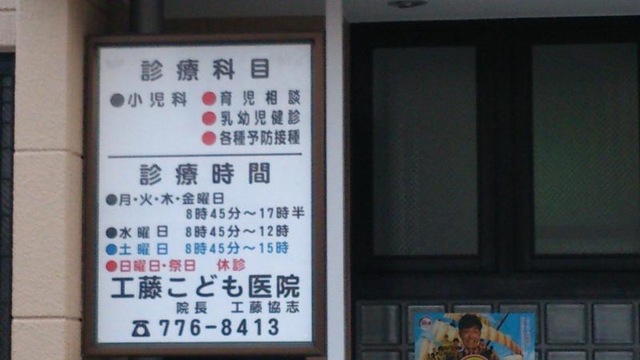 診療科目
●小児科 ●育児相談
●乳幼児健診
●各種予防接種
診療時間
●月・火・木・金曜日
8時45分～17時半
●水曜日 8時45分～12時
●土曜日 8時45分～15時
●日曜日・祭日 休診
工藤こども医院
院長 工藤協志
☎776-8413